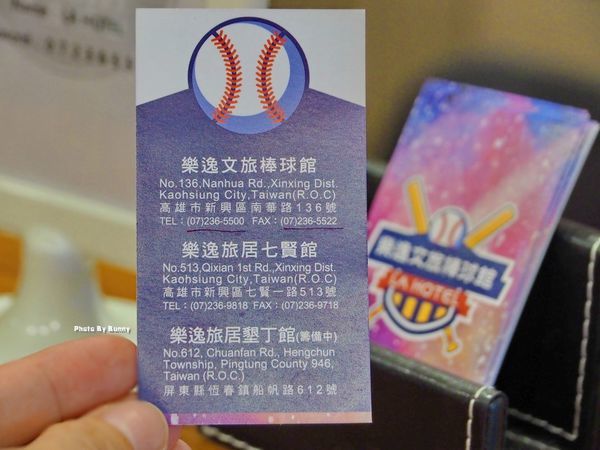 樂逸文旅棒球館
No.136,Nanhua Rd.,Xinxing Dist.
Kaohsiung City,Taiwan(R.O.C)
高雄市新興區南華路136號
TEL：(07)236-5500 FAX：(07)236-5522
樂逸旅居七賢館
No.513,Qixian 1st Rd.,Xinxing Dist.
Kaohsiung City,Taiwan(R.O.C)
高雄市新興區七賢一路513號
TEL：(07)236-9818 FAX：(07)236-9718
樂逸旅居墾丁館(籌備中)
No.612, Chuanfan Rd., Hengchun
Township, Pingtung County 946,
Taiwan (R.O.C.)
屏東縣恆春鎮船帆路612號
樂逸文旅棒球館
LA HOTEL
Photo By Bunny